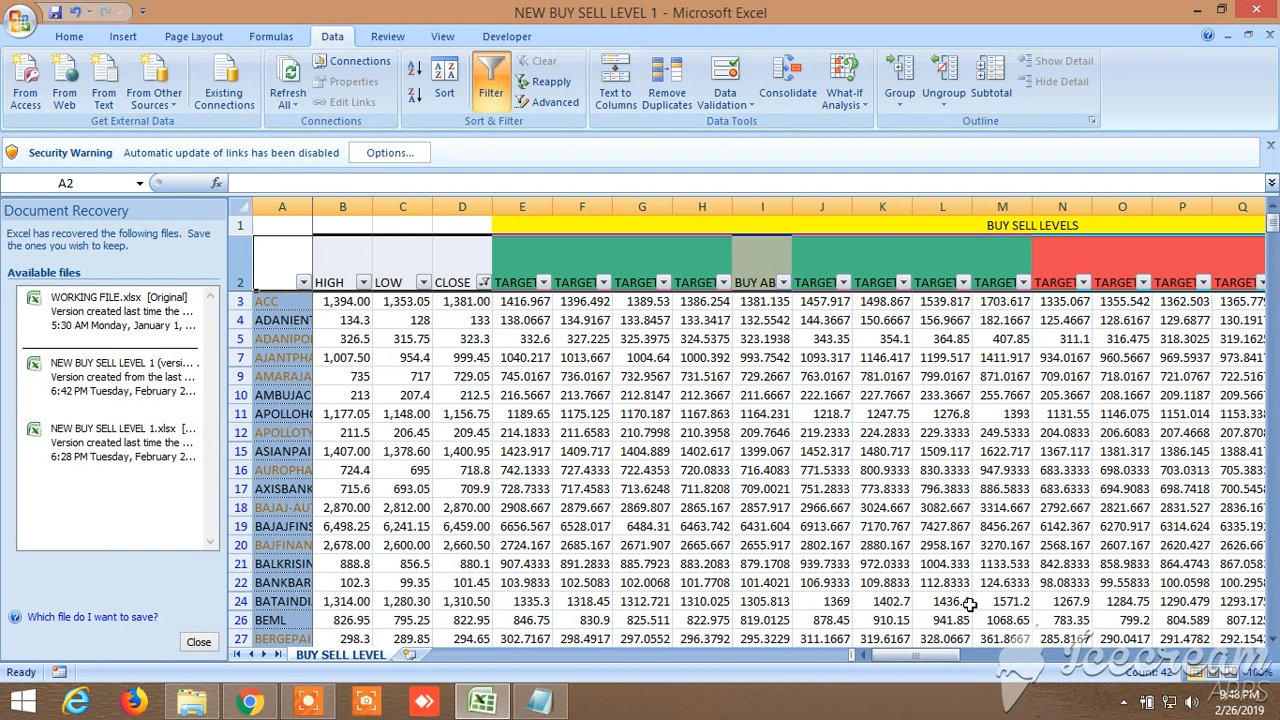 NEW BUY SELL LEVEL 1 - Microsoft Excel
Home Insert Page Layout Formulas Data Review View Developer
From Access From Web From Text From Other Sources Existing Connections Refresh All Connections Properties Edit Links Sort Filter Clear Reapply Advanced Text to Columns Remove Duplicates Data Validation Consolidate What-If Analysis Group Ungroup Subtotal Show Detail Hide Detail
Get External Data Connections Sort & Filter Data Tools Outline
Security Warning Automatic update of links has been disabled Options...
A2 fx
Document Recovery
Excel has recovered the following files. Save
the ones you wish to keep.
Available files
WORKING FILE.xlsx [Original]
Version created last time the ...
5:30 AM Monday, January 1, ...
NEW BUY SELL LEVEL 1 (versio...
Version created from the last ...
6:42 PM Tuesday, February 2...
NEW BUY SELL LEVEL 1.xlsx [...
Version created last time the ...
6:28 PM Tuesday, February 2...
Which file do I want to save?
Close
A B C D E F G H I J K L M N O P Q
1 BUY SELL LEVELS
2 HIGH LOW CLOSE TARGET TARGET TARGET TARGET BUY AB TARGET TARGET TARGET TARGET TARGET TARGET TARGET TARGET
3 ACC 1,394.00 1,353.05 1,381.00 1416.967 1396.492 1389.53 1386.254 1381.135 1457.917 1498.867 1539.817 1703.617 1335.067 1355.542 1362.503 1365.779
4 ADANIENT 134.3 128 133 138.0667 134.9167 133.8457 133.3417 132.5542 144.3667 150.6667 156.9667 182.1667 125.4667 128.6167 129.6877 130.1917
5 ADANIPO 326.5 315.75 323.3 332.6 327.225 325.3975 324.5375 323.1938 343.35 354.1 364.85 407.85 311.1 316.475 318.3025 319.1625
7 AJANTPHA 1,007.50 954.4 999.45 1040.217 1013.667 1004.64 1000.392 993.7542 1093.317 1146.417 1199.517 1411.917 934.0167 960.5667 969.5937 973.841
9 AMARAJA 735 717 729.05 745.0167 736.0167 732.9567 731.5167 729.2667 763.0167 781.0167 799.0167 871.0167 709.0167 718.0167 721.0767 722.5167
10 AMBUJAC 213 207.4 212.5 216.5667 213.7667 212.8147 212.3667 211.6667 222.1667 227.7667 233.3667 255.7667 205.3667 208.1667 209.1187
11 APOLLOHO 1,177.05 1,148.00 1,156.75 1189.65 1175.125 1170.187 1167.863 1164.231 1218.7 1247.75 1276.8 1393 1131.55 1146.075 1151.014 1153.338
12 APOLLOTY 211.5 206.45 209.45 214.1833 211.6583 210.7998 210.3958 209.7646 219.2333 224.2833 229.3333 249.5333 204.0833 206.6083 207.4668
15 ASIANPAI 1,407.00 1,378.60 1,400.95 1423.917 1409.717 1404.889 1402.617 1399.067 1452.317 1480.717 1509.117 1622.717 1367.117 1381.317 1386.145 1388.417
16 AUROPHA 724.4 695 718.8 742.1333 727.4333 722.4353 720.0833 716.4083 771.5333 800.9333 830.3333 947.9333 683.3333 698.0333 703.0313
17 AXISBANK 715.6 693.05 709.9 728.7333 717.4583 713.6248 711.8208 709.0021 751.2833 773.8333 796.3833 886.5833 683.6333 694.9083 698.7418
18 BAJAJ-AU 2,870.00 2,812.00 2,870.00 2908.667 2879.667 2869.807 2865.167 2857.917 2966.667 3024.667 3082.667 3314.667 2792.667 2821.667 2831.527
19 BAJAJFINS 6,498.25 6,241.15 6,459.00 6656.567 6528.017 6484.31 6463.742 6431.604 6913.667 7170.767 7427.867 8456.267 6142.367 6270.917 6314.624
20 BAJFINAN 2,678.00 2,600.00 2,660.50 2724.167 2685.167 2671.907 2665.667 2655.917 2802.167 2880.167 2958.167 3270.167 2568.167 2607.167 2620.427
21 BALKRISIN 888.8 856.5 880.1 907.4333 891.2833 885.7923 883.2083 879.1708 939.7333 972.0333 1004.333 1133.533 842.8333 858.9833 864.4743
22 BANKBAR 102.3 99.35 101.45 103.9833 102.5083 102.0068 101.7708 101.4021 106.9333 109.8833 112.8333 124.6333 98.08333 99.55833 100.0598
24 BATAINDI 1,314.00 1,280.30 1,310.50 1335.3 1318.45 1312.721 1310.025 1305.813 1369 1402.7 1436. 1571.2 1267.9 1284.75 1290.479
26 BEML 826.95 795.25 822.95 846.75 830.9 825.511 822.975 819.0125 878.45 910.15 941.85 1068.65 783.35 799.2 804.589 807.125
27 BERGEPAI 298.3 289.85 294.65 302.7167 298.4917 297.0552 296.3792 295.3229 311.1667 319.6167 328.0667 290.0417 291.4782
BUY SELL LEVEL
Ready Count: 42 100%
Icecream
APPS
9:48 PM
2/26/2019